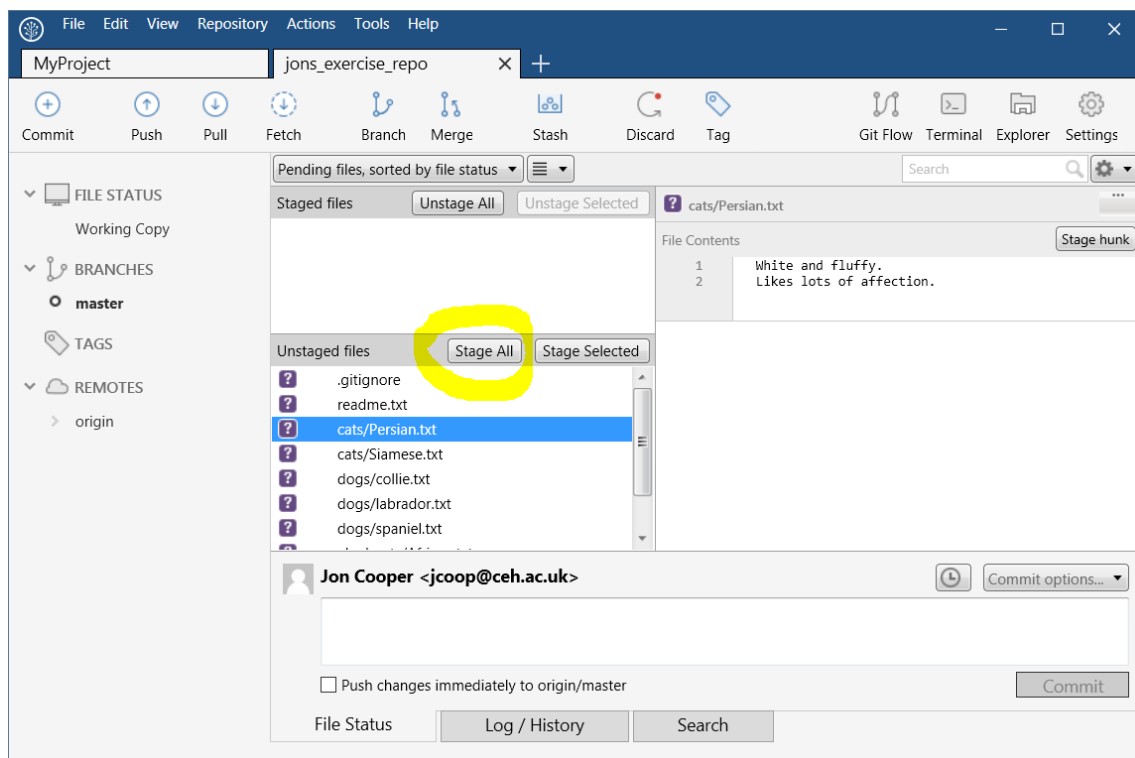 File Edit View Repository Actions Tools Help
MyProject
jons_exercise_repo
Commit Push Pull Fetch Branch Merge Stash Discard Tag Git Flow Terminal Explorer Settings
Pending files, sorted by file status
Search
FILE STATUS
Working Copy
BRANCHES
master
TAGS
REMOTES
origin
Staged files Unstage All Unstage Selected
Unstaged files Stage All Stage Selected
? .gitignore
? readme.txt
? cats/Persian.txt
? cats/Siamese.txt
? dogs/collie.txt
? dogs/labrador.txt
? dogs/spaniel.txt
? cats/Persian.txt
File Contents Stage hunk
1 White and fluffy.
2 Likes lots of affection.
Jon Cooper <jcoop@ceh.ac.uk>
Commit options...
Push changes immediately to origin/master
Commit
File Status Log / History Search